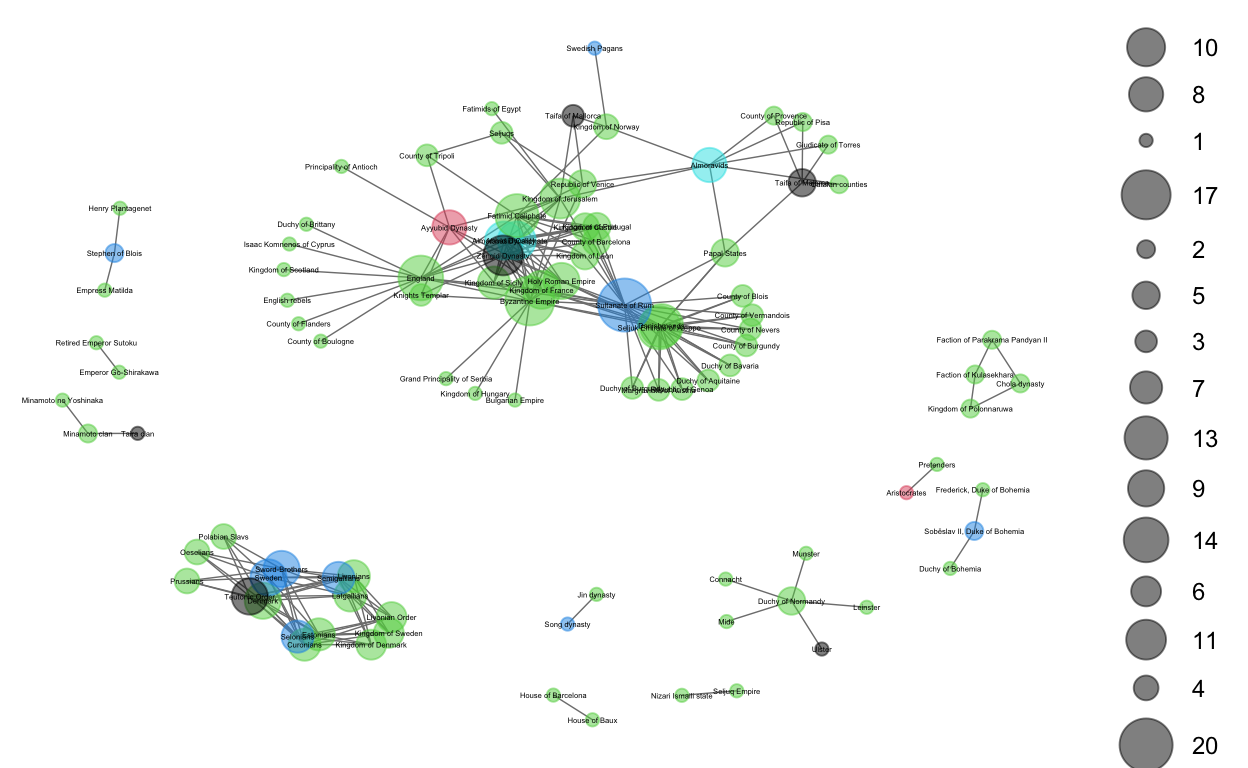 Swedish Pagans
10
8
Fatimids of Egypt
Taifa of Mallorca
Kingdom of Norway
County of Provence
Republic of Pisa
Seljuqs
1
Giudicato of Torres
County of Tripoli
Principality of Antioch
Almoravids
Republic of Venice
Taifa of
Catalan counties
17
Kingdom of Jerusalem
Henry Plantagenet
Fatimid Caliphate
Duchy of Brittany
Ayyubid Dynasty
Isaac Komnenos of Cyprus
County of Barcelona
2
Stephen of Blois
Zengid Dynasty
Kingdom of León
Papal States
Kingdom of Scotland
England
Kingdom of Sicily
Holy Roman Empire
Kingdom of France
Empress Matilda
Knights Templar
Byzantine Empire
Sultanate of Rum
County of Blois
5
English rebels
County of Vermandois
County of Flanders
County of Nevers
County of Boulogne
County of Burgundy
3
Retired Emperor Sutoku
Faction of Parakrama Pandyan II
Duchy of Bavaria
Emperor Go-Shirakawa
Grand Principality of Serbia
Duchy of Aquitaine
Faction of Kulasekhara
Chola dynasty
7
Kingdom of Hungary
Bulgarian Empire
Minamoto no Yoshinaka
Kingdom of Polonnaruwa
Minamoto clan
Taira clan
13
Pretenders
Aristocrates
Frederick, Duke of Bohemia
9
Soběslav II, Duke of Bohemia
14
Duchy of Bohemia
Polabian Slavs
Oeselians
Sword-Brothers
Sweden
Prussians
Livonians
Latgallians
Teutonic Order
Denmark
Livonian Order
Kingdom of Sweden
Selonians
Estonians
Curonians
Kingdom of Denmark
Munster
Connacht
Jin dynasty
Duchy of Normandy
Leinster
6
Song dynasty
Mide
Ulster
11
House of Barcelona
Nizari Ismaili state
Seljuq Empire
4
House of Baux
20